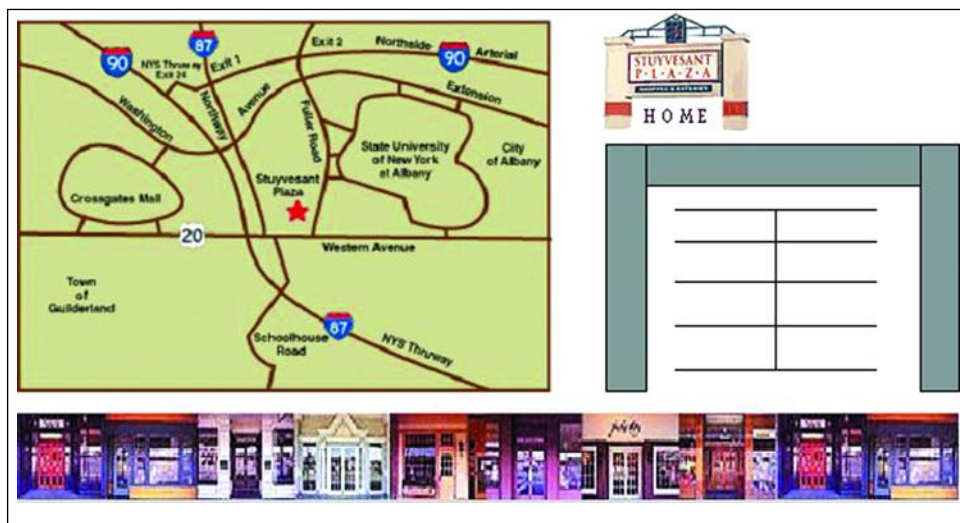 90
NYS Thruway
Exit 24
87
Exit 1
Exit 2
Northside
90
Arterial
Washington
Avenue
Extension
Northway
Fuller Road
State University
of New York
at Albany
City
of Albany
Stuyvesant
Plaza
Crossgates Mall
20
Western Avenue
Town
of
Guilderland
Schoolhouse
Road
87
NYS Thruway
STUYVESANT
P·L·A·Z·A
SHOPPES & EATERIES
HOME